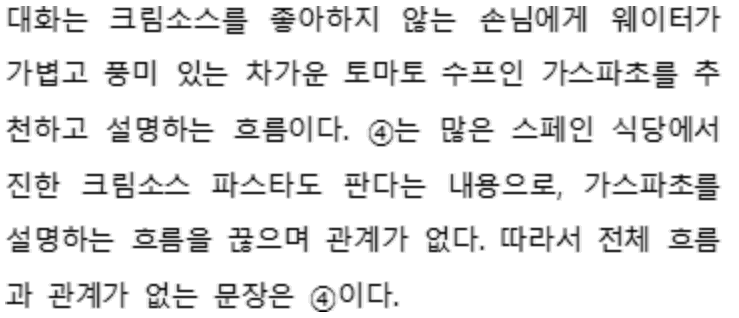 대화는 크림소스를 좋아하지 않는 손님에게 웨이터가
가볍고 풍미 있는 차가운 토마토 수프인 가스파초를 추
천하고 설명하는 흐름이다. ④는 많은 스페인 식당에서
진한 크림소스 파스타도 판다는 내용으로, 가스파초를
설명하는 흐름을 끊으며 관계가 없다. 따라서 전체 흐름
과 관계가 없는 문장은 ④이다.